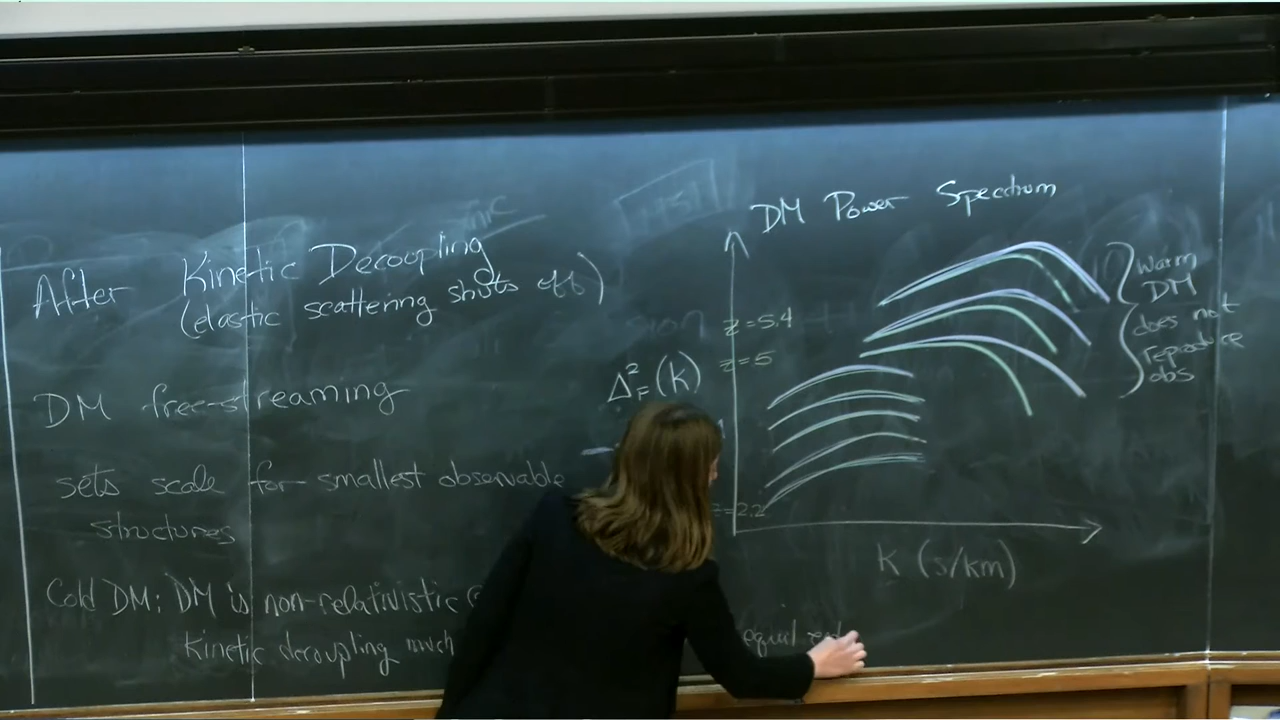 After Kinetic Decoupling
(elastic scattering shuts off)
DM free-streaming
sets scale for smallest observable
structures
Cold DM; DM is non-relativistic
kinetic decoupling much
DM Power Spectrum
z=5.4
z=5
Δ²F(k)
z=2.2
k (s/km)
Warm
DM
does not
reproduce
obs